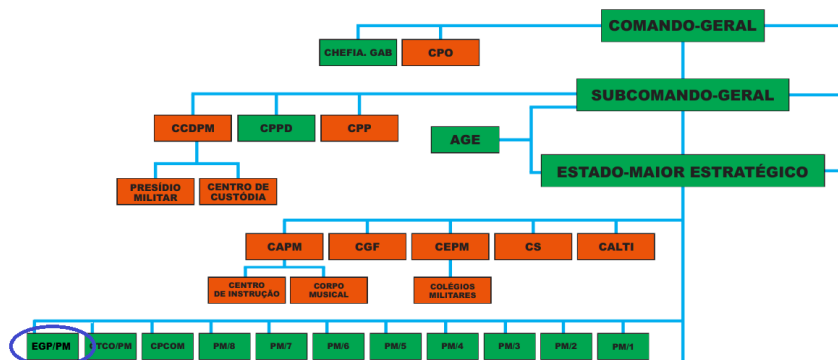 COMANDO-GERAL
CHEFIA. GAB
CPO
SUBCOMANDO-GERAL
CCDPM
CPPD
CPP
AGE
ESTADO-MAIOR ESTRATÉGICO
PRESÍDIO
MILITAR
CENTRO DE
CUSTÓDIA
CAPM
CGF
CEPM
CS
CALTI
CENTRO
DE INSTRUÇÃO
CORPO
MUSICAL
COLÉGIOS
MILITARES
EGP/PM
CTCO/PM
CPCOM
PM/8
PM/7
PM/6
PM/5
PM/4
PM/3
PM/2
PM/1